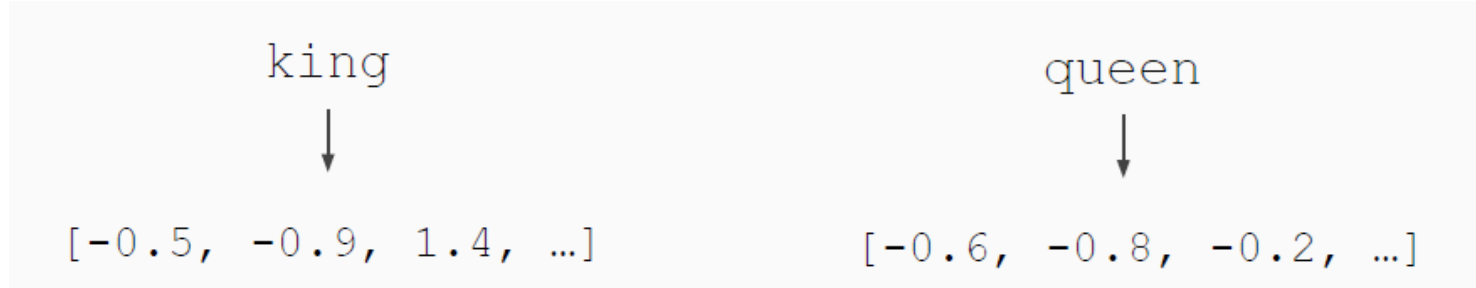 king
queen
[-0.5, -0.9, 1.4, …]
[-0.6, -0.8, -0.2, …]